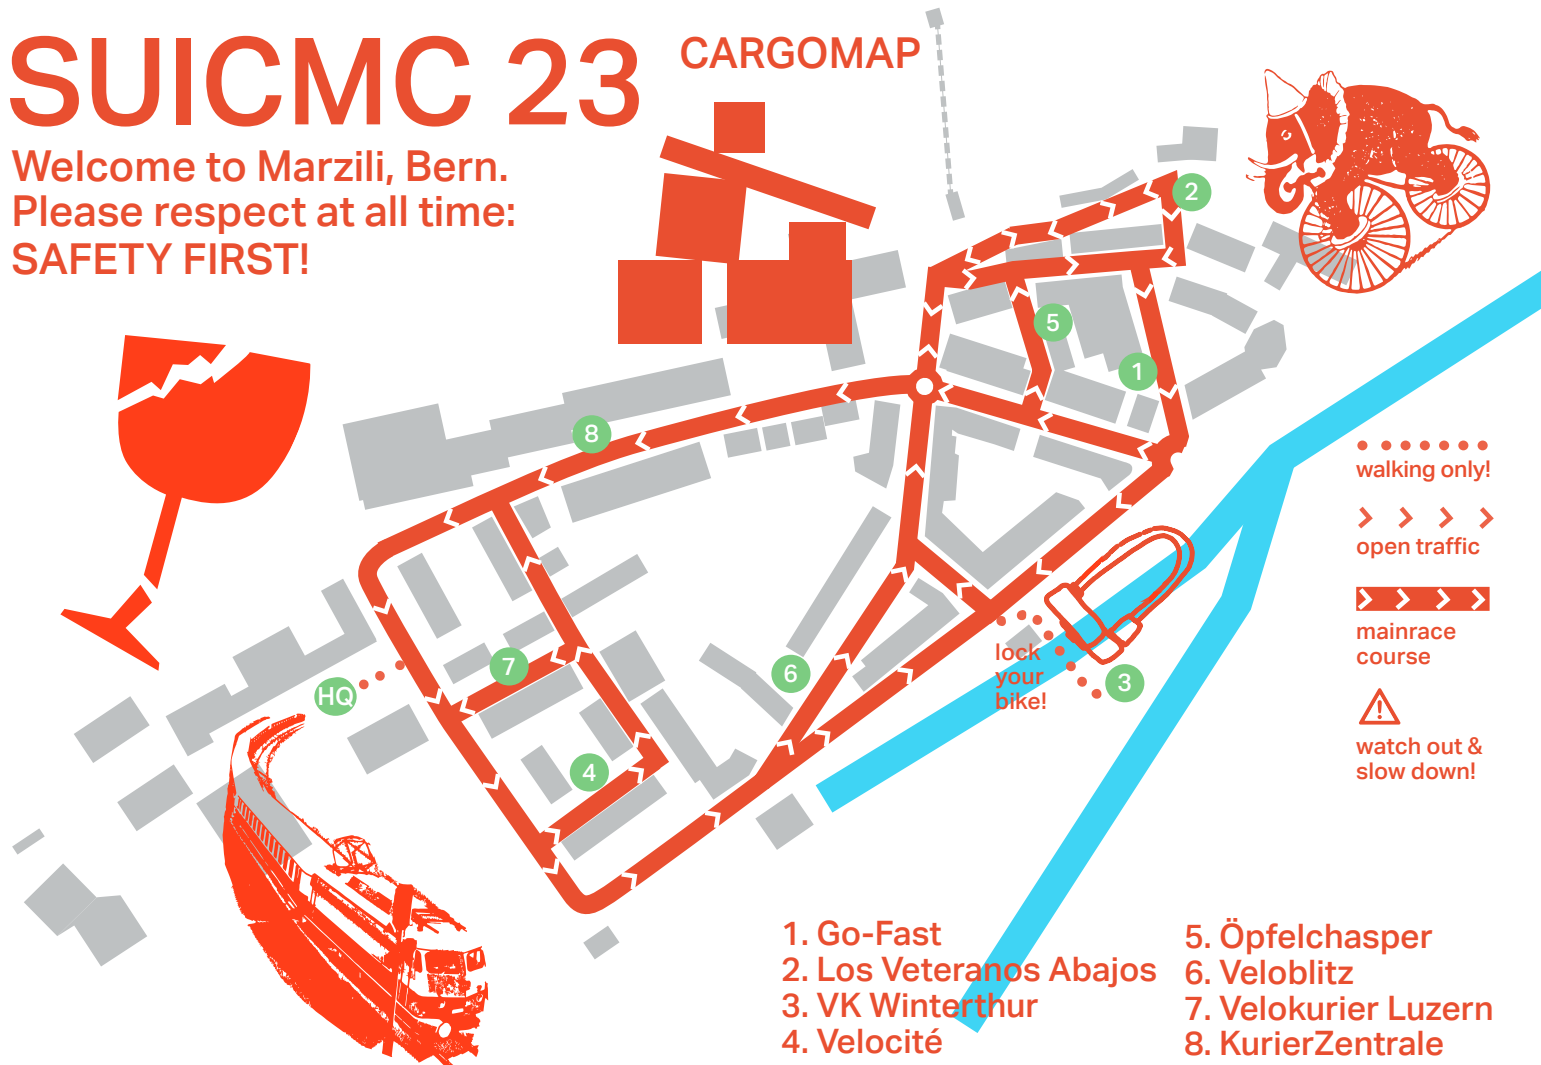 SUICMC 23
CARGOMAP
Welcome to Marzili, Bern.
Please respect at all time:
SAFETY FIRST!
2
5
1
8
walking only!
open traffic
mainrace
course
watch out &
slow down!
7
HQ
6
lock
your
bike!
3
4
1. Go-Fast
2. Los Veteranos Abajos
3. VK Winterthur
4. Velocité
5. Öpfelchasper
6. Veloblitz
7. Velokurier Luzern
8. KurierZentrale